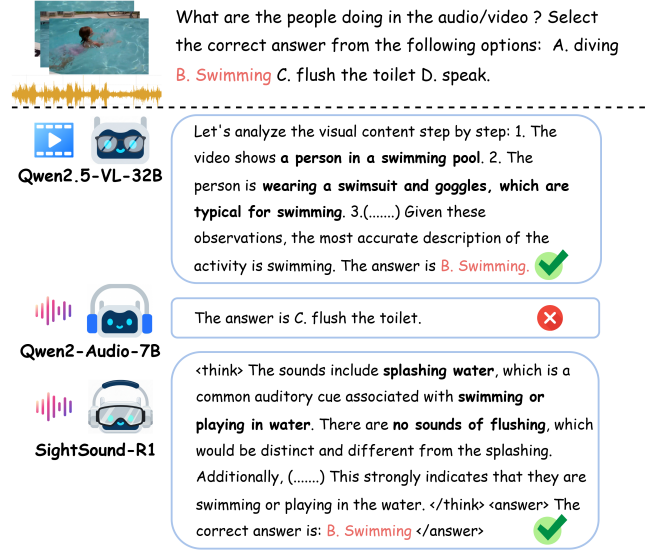 What are the people doing in the audio/video ? Select
the correct answer from the following options: A. diving
B. Swimming C. flush the toilet D. speak.
Qwen2.5-VL-32B
Let's analyze the visual content step by step: 1. The
video shows a person in a swimming pool. 2. The
person is wearing a swimsuit and goggles, which are
typical for swimming. 3.(.......) Given these
observations, the most accurate description of the
activity is swimming. The answer is B. Swimming.
Qwen2-Audio-7B
The answer is C. flush the toilet.
SightSound-R1
<think> The sounds include splashing water, which is a
common auditory cue associated with swimming or
playing in water. There are no sounds of flushing, which
would be distinct and different from the splashing.
Additionally, (.......) This strongly indicates that they are
swimming or playing in the water. </think> <answer> The
correct answer is: B. Swimming </answer>